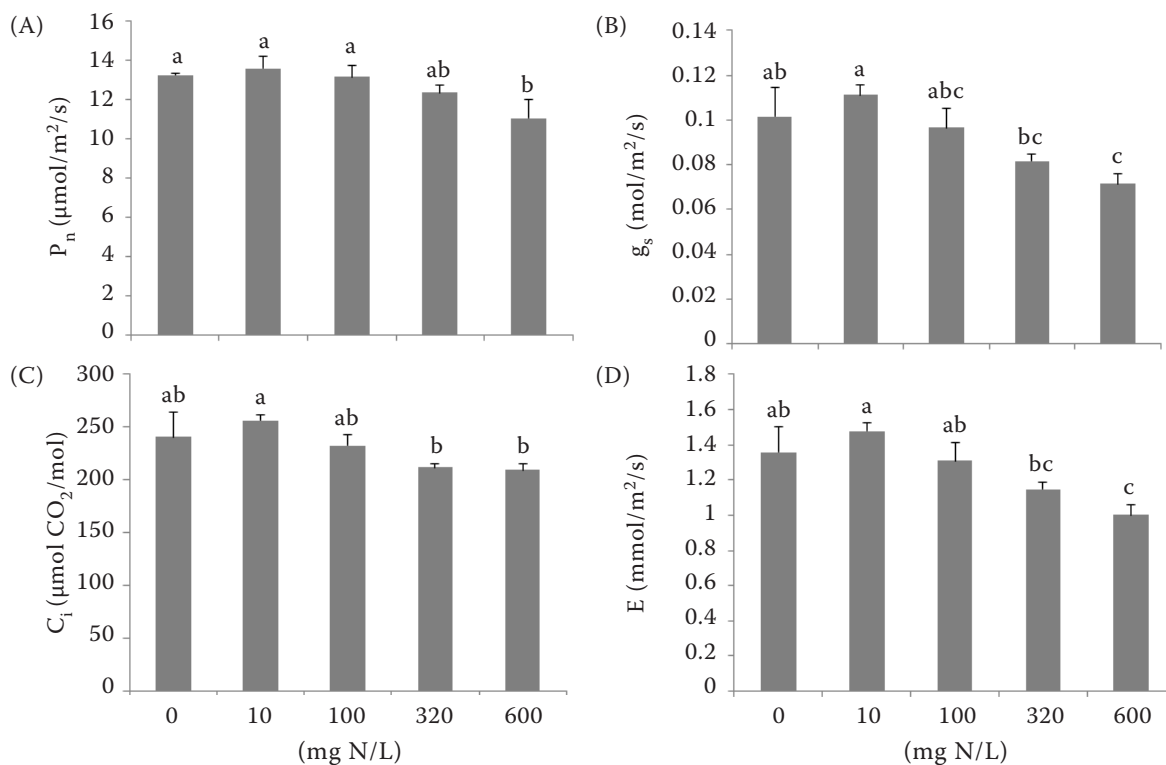 (A)
P_n (µmol/m²/s)
16
14
12
10
8
6
4
2
0
a
a
a
ab
b
(B)
g_s (mol/m²/s)
0.14
0.12
0.1
0.08
0.06
0.04
0.02
0
ab
a
abc
bc
c
(C)
C_i (µmol CO₂/mol)
300
250
200
150
100
50
0
ab
a
ab
b
b
0 10 100 320 600
(mg N/L)
(D)
E (mmol/m²/s)
1.8
1.6
1.4
1.2
1
0.8
0.6
0.4
0.2
0
ab
a
ab
bc
c
0 10 100 320 600
(mg N/L)